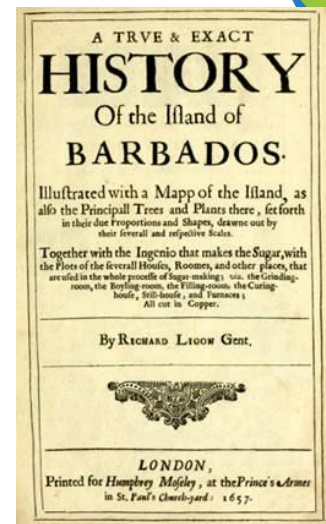 A TRVE & EXACT
HISTORY
Of the Iſland of
BARBADOS.
Illuſtrated with a Mapp of the Iſland, as
alſo the Principall Trees and Plants there, ſet forth
in their due Proportions and Shapes, drawne out by
their ſeverall and reſpective Scales.
Together with the Ingenio that makes the Sugar, with
the Plots of the ſeverall Houſes, Roomes, and other places, that
are uſed in the whole proceſſe of Sugar-making; viz. the Grinding-
room, the Boyling-room, the Filling-room, the Curing-
houſe, Still-houſe, and Furnaces;
All cut in Copper.
By RICHARD LIGON Gent.
LONDON,
Printed for Humphrey Moſeley, at the Prince's Armes
in St. Paul's Church-yard: 1657.